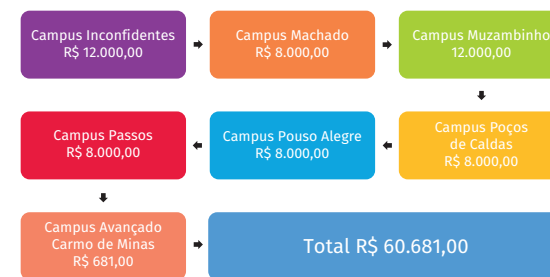 Campus Inconfidentes
R$ 12.000,00
Campus Machado
R$ 8.000,00
Campus Muzambinho
12.000,00
Campus Poços
de Caldas
R$ 8.000,00
Campus Pouso Alegre
R$ 8.000,00
Campus Passos
R$ 8.000,00
Campus Avançado
Carmo de Minas
R$ 681,00
Total R$ 60.681,00